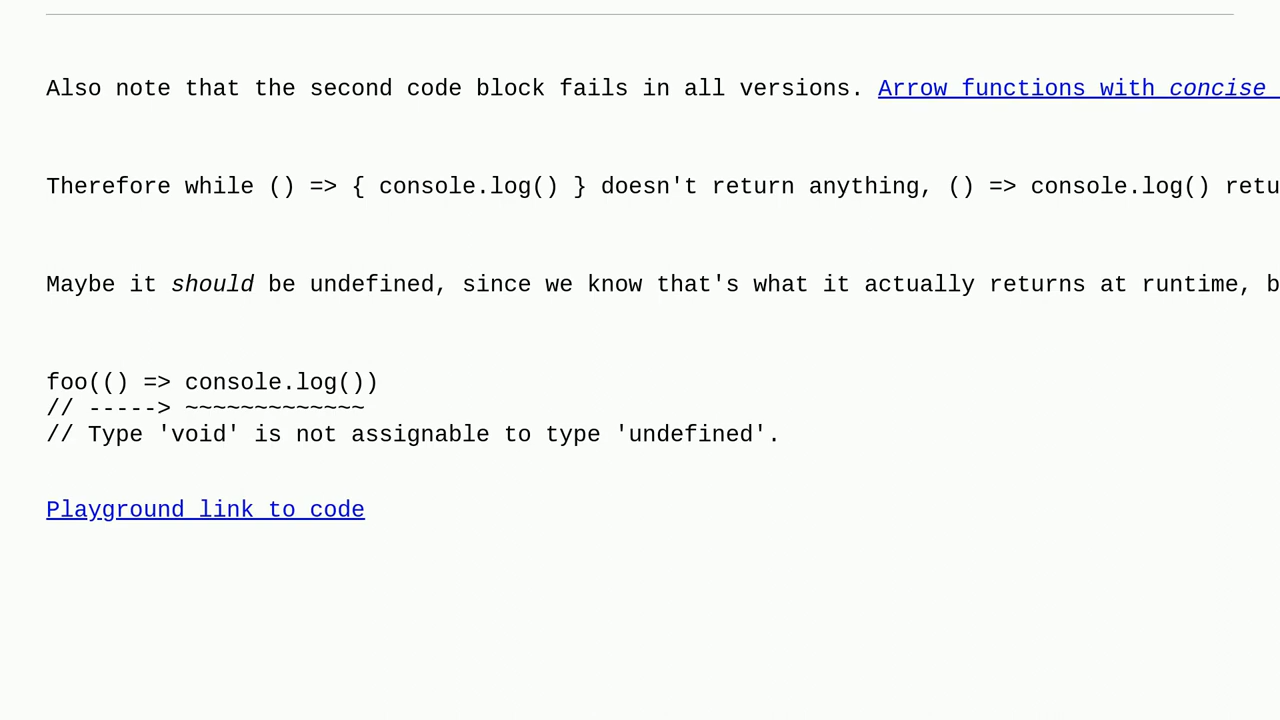 Also note that the second code block fails in all versions. Arrow functions with concise
Therefore while () => { console.log() } doesn't return anything, () => console.log()
Maybe it should be undefined, since we know that's what it actually returns at runtime,
foo(() => console.log())
// -----> ~~~~~~~~~~~~~
// Type 'void' is not assignable to type 'undefined'.
Playground link to code